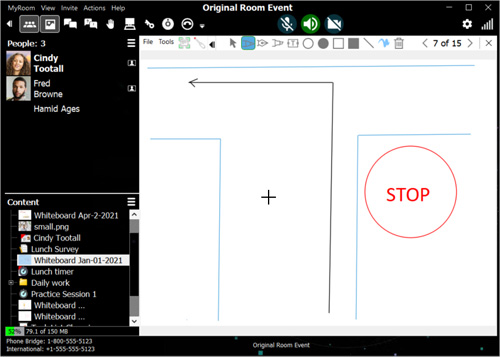 MyRoom View Invite Actions Help
Original Room Event
People: 3
Cindy
Tootall
Fred
Browne
Hamid Ages
File Tools
7 of 15
STOP
Content
Whiteboard Apr-2-2021
small.png
Cindy Tootall
Lunch Survey
Whiteboard Jan-01-2021
Lunch timer
Daily work
Practice Session 1
Whiteboard ...
Whiteboard ...
52% 79.1 of 150 MB
Phone Bridge: 1-800-555-5123
International: +1-555-555-5123
Original Room Event